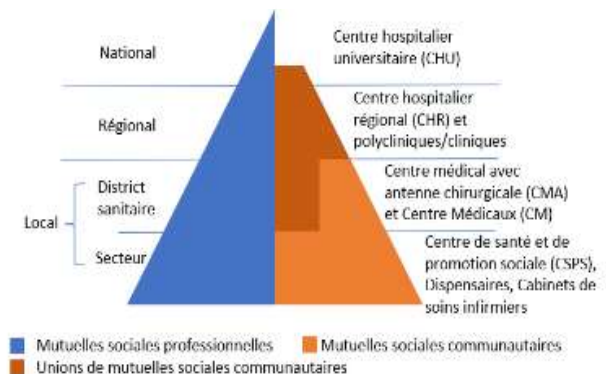 National
Centre hospitalier
universitaire (CHU)
Régional
Centre hospitalier
régional (CHR) et
polycliniques/cliniques
Local
District
sanitaire
Centre médical avec
antenne chirurgicale (CMA)
et Centre Médicaux (CM)
Secteur
Centre de santé et de
promotion sociale (CSPS),
Dispensaires, Cabinets de
soins infirmiers
Mutuelles sociales professionnelles
Mutuelles sociales communautaires
Unions de mutuelles sociales communautaires